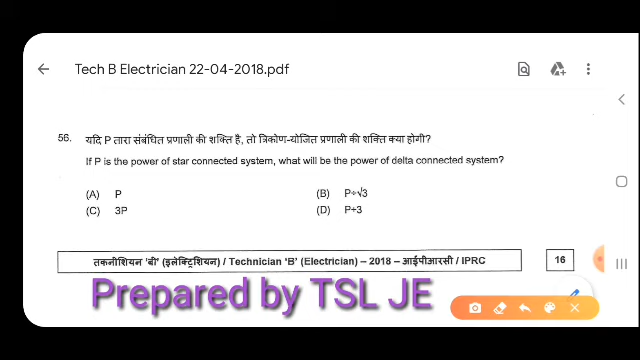 Tech B Electrician 22-04-2018.pdf
56. यदि P तारा संबंधित प्रणाली की शक्ति है, तो त्रिकोण-योजित प्रणाली की शक्ति क्या होगी?
If P is the power of star connected system, what will be the power of delta connected system?
(A) P (B) P÷√3
(C) 3P (D) P÷3
तकनीशियन 'बी' (इलेक्ट्रिशियन) / Technician 'B' (Electrician) – 2018 – आईपीआरसी / IPRC 16
Prepared by TSL JE